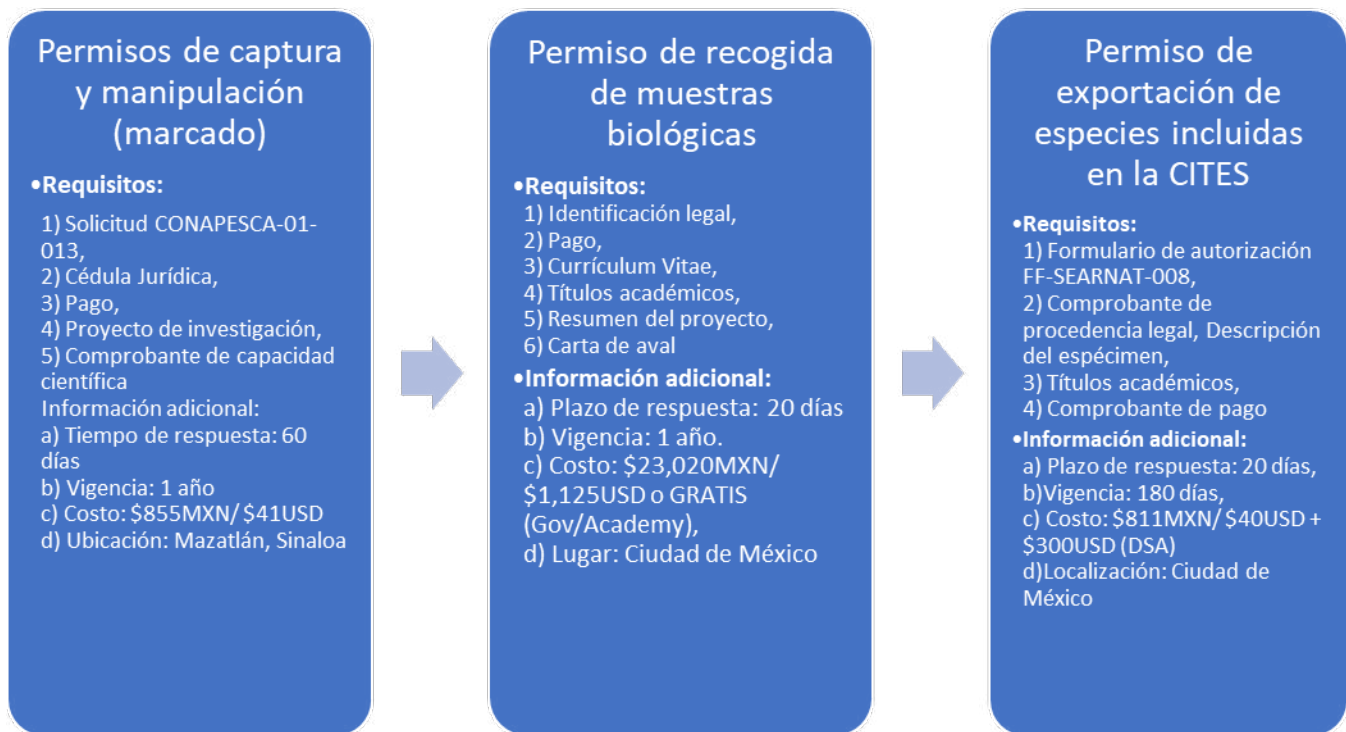 Permisos de captura
y manipulación
(marcado)
•Requisitos:
1) Solicitud CONAPESCA-01-
013,
2) Cédula Jurídica,
3) Pago,
4) Proyecto de investigación,
5) Comprobante de capacidad
científica
Información adicional:
a) Tiempo de respuesta: 60
días
b) Vigencia: 1 año
c) Costo: $855MXN/ $41USD
d) Ubicación: Mazatlán, Sinaloa
Permiso de recogida
de muestras
biológicas
•Requisitos:
1) Identificación legal,
2) Pago,
3) Currículum Vitae,
4) Títulos académicos,
5) Resumen del proyecto,
6) Carta de aval
•Información adicional:
a) Plazo de respuesta: 20 días
b) Vigencia: 1 año.
c) Costo: $23,020MXN/
$1,125USD o GRATIS
(Gov/Academy),
d) Lugar: Ciudad de México
Permiso de
exportación de
especies incluidas
en la CITES
•Requisitos:
1) Formulario de autorización
FF-SEARNAT-008,
2) Comprobante de
procedencia legal, Descripción
del espécimen,
3) Títulos académicos,
4) Comprobante de pago
•Información adicional:
a) Plazo de respuesta: 20 días,
b)Vigencia: 180 días,
c) Costo: $811MXN/ $40USD +
$300USD (DSA)
d)Localización: Ciudad de
México